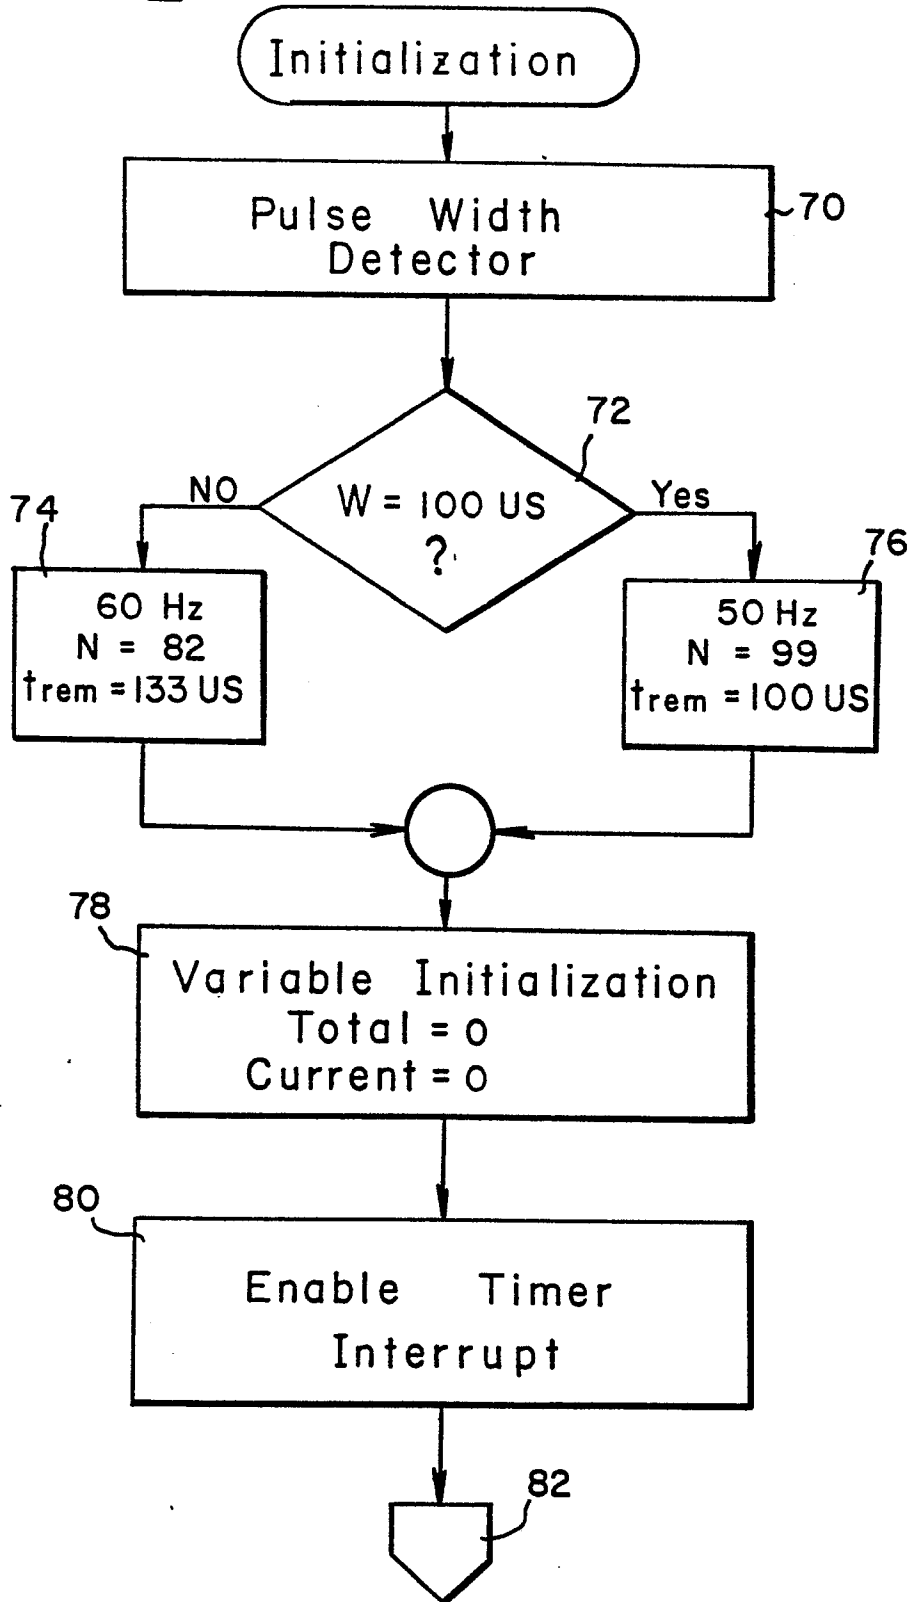 Initialization
Pulse Width
Detector
70
72
W = 100 US
?
NO
Yes
74
60 Hz
N = 82
trem = 133 US
76
50 Hz
N = 99
trem = 100 US
78
Variable Initialization
Total = 0
Current = 0
80
Enable Timer
Interrupt
82